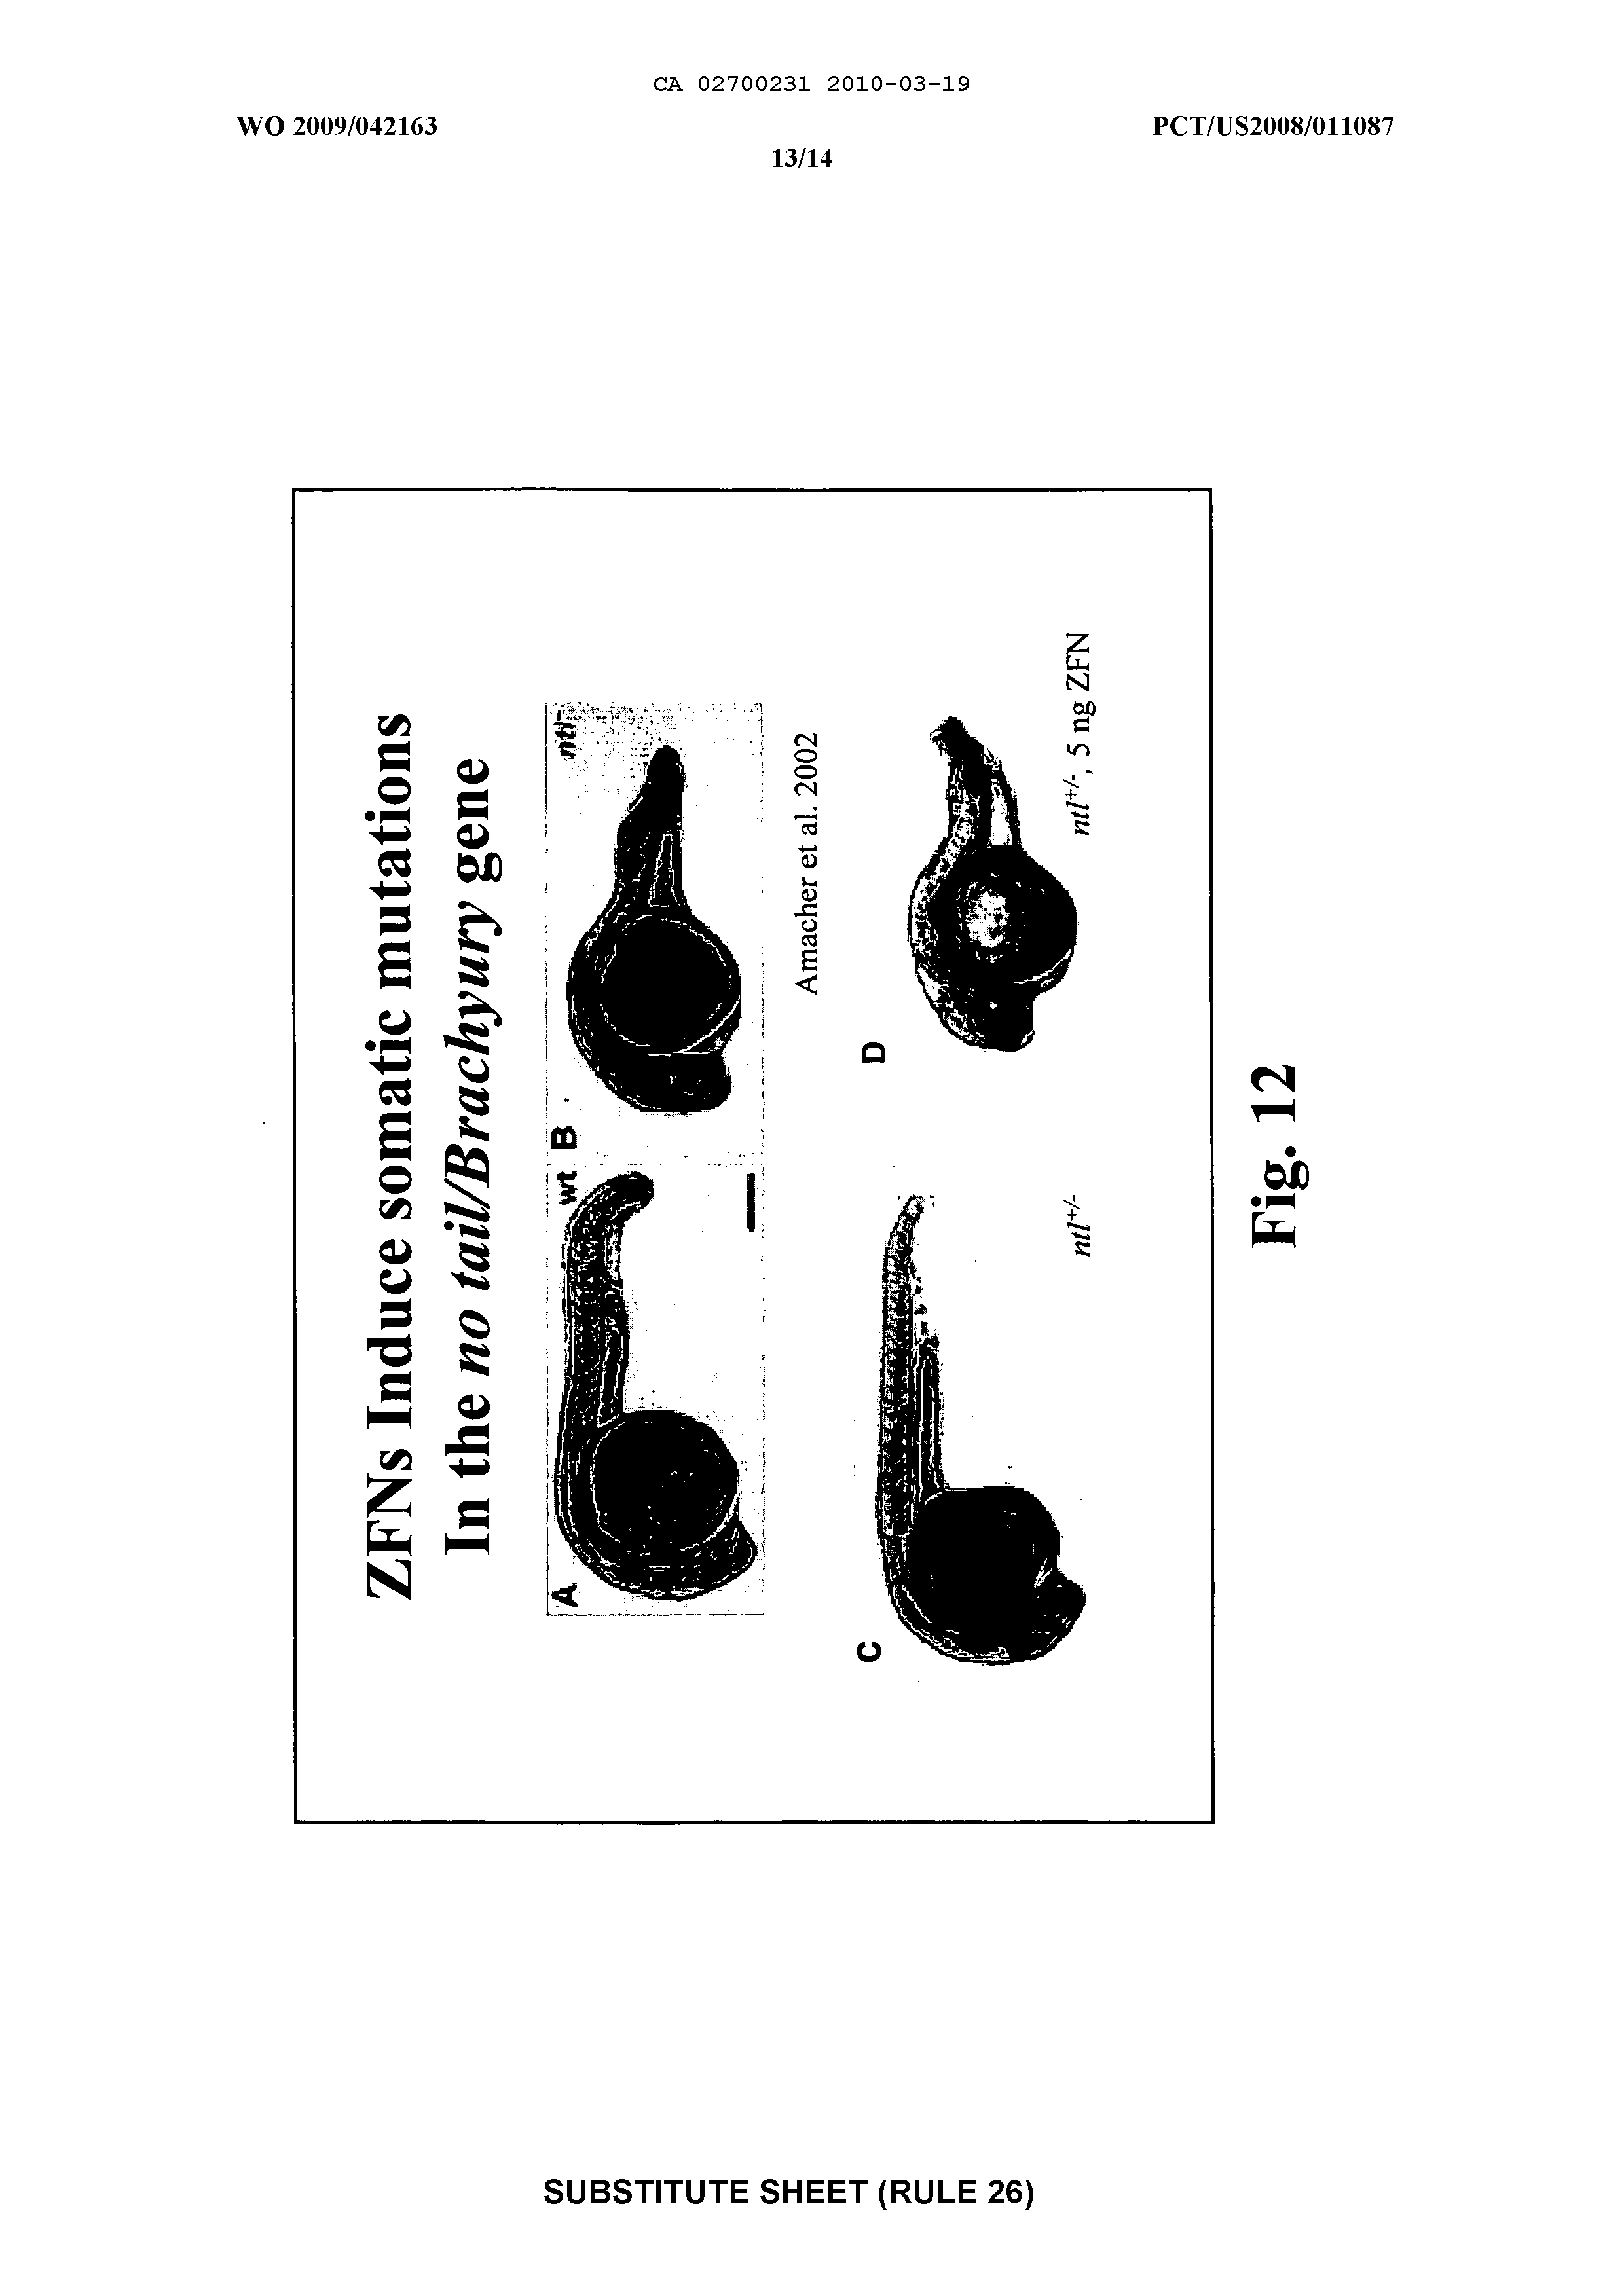 CA 02700231 2010-03-19
WO 2009/042163
PCT/US2008/011087
13/14
ZFNs Induce somatic mutations
In the no tail/Brachyury gene
A
wt
B
ntl-
Amacher et al. 2002
C
ntl+/-
D
ntl+/-, 5 ng ZFN
Fig. 12
SUBSTITUTE SHEET (RULE 26)